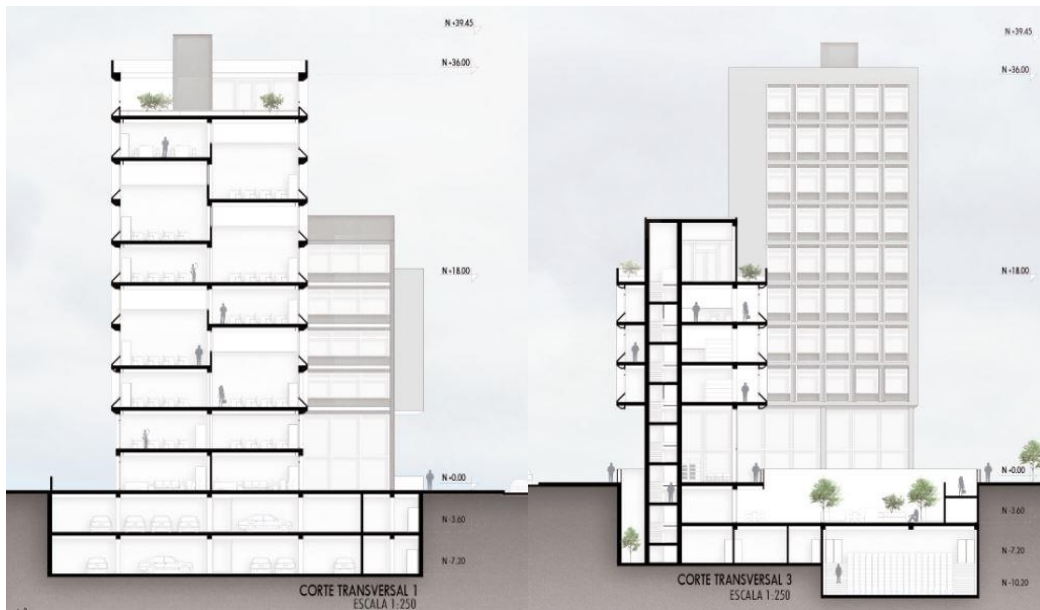 N +39.45
N +36.00
N +18.00
N +0.00
N -3.60
N -7.20
CORTE TRANSVERSAL 1
ESCALA 1:250
N +39.45
N +36.00
N +18.00
N +0.00
N -3.60
N -7.20
N -10.20
CORTE TRANSVERSAL 3
ESCALA 1:250